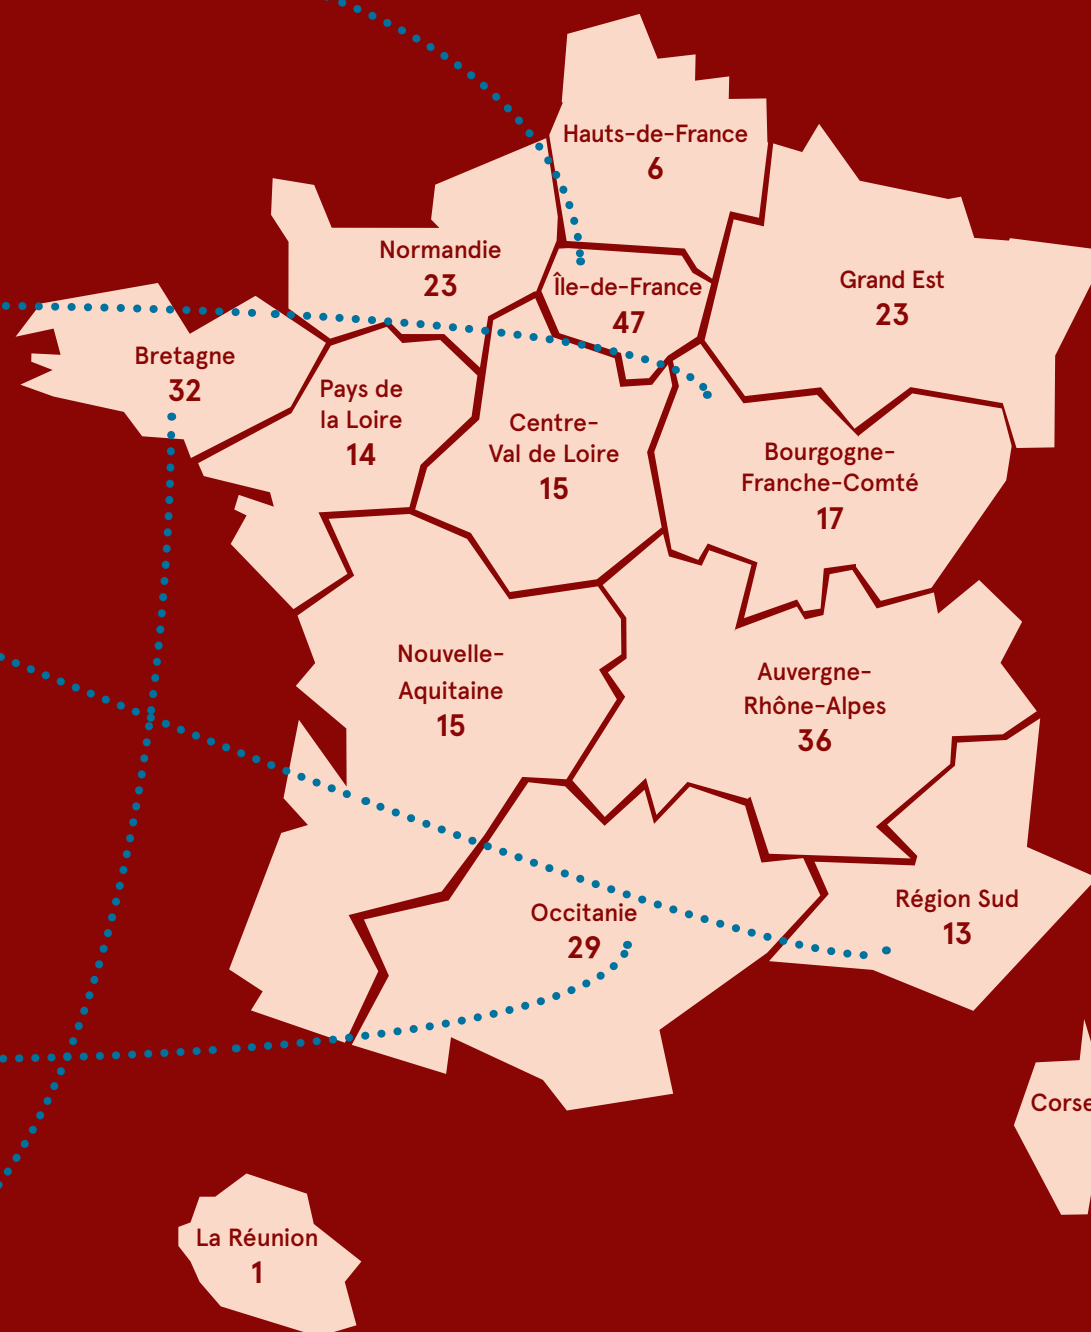 Hauts-de-France
6
Normandie
23
Île-de-France
47
Grand Est
23
Bretagne
32
Pays de
la Loire
14
Centre-
Val de Loire
15
Bourgogne-
Franche-Comté
17
Nouvelle-
Aquitaine
15
Auvergne-
Rhône-Alpes
36
Occitanie
29
Région Sud
13
Corse
La Réunion
1